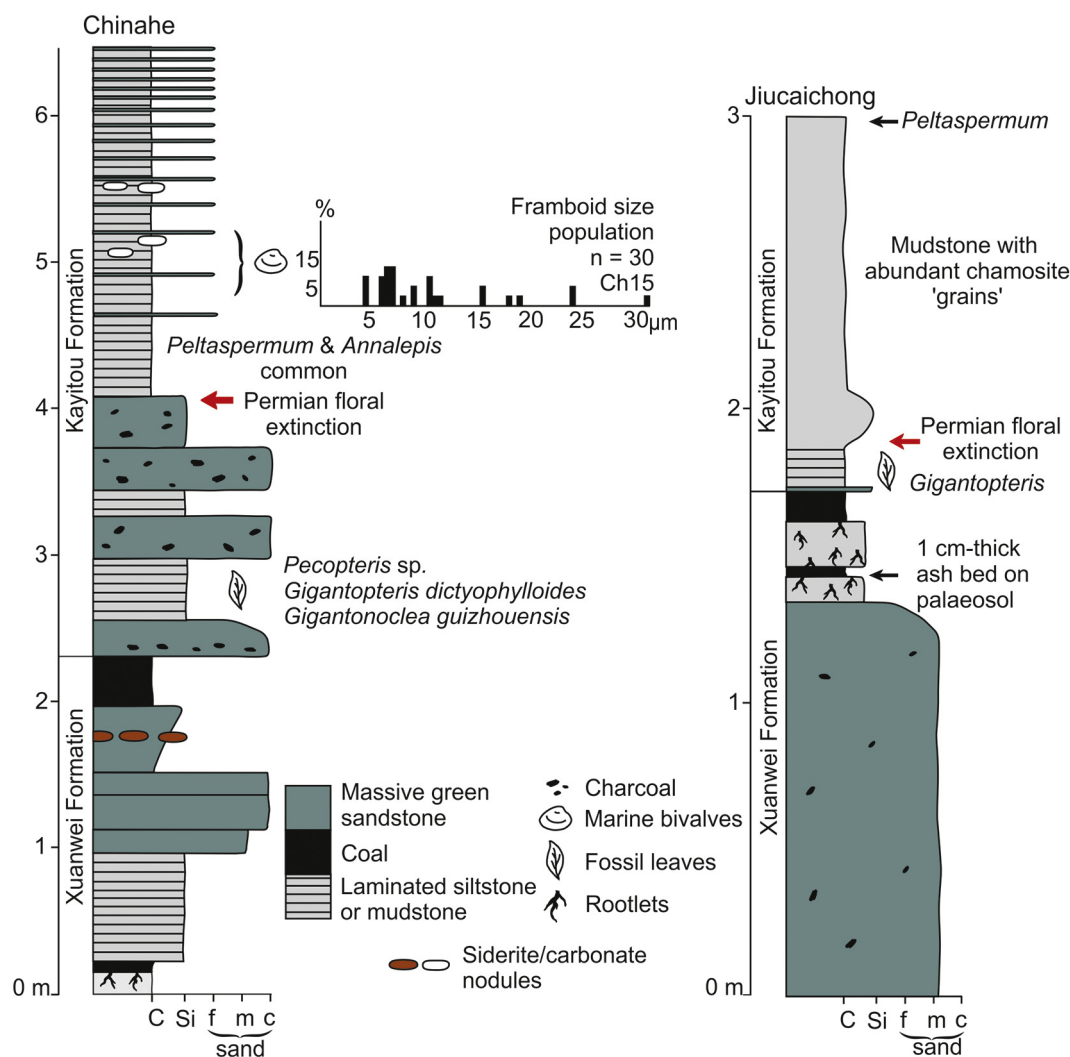 Chinahe
6
5
4
3
2
1
0 m
Kayitou Formation
Xuanwei Formation
%
15
5
Framboid size
population
n = 30
Ch15
5
10
15
20
25
30
µm
Peltaspermum & Annalepis
common
Permian floral
extinction
Pecopteris sp.
Gigantopteris dictyophylloides
Gigantonoclea guizhouensis
Massive green
sandstone
Coal
Laminated siltstone
or mudstone
Charcoal
Marine bivalves
Fossil leaves
Rootlets
Siderite/carbonate
nodules
C Si f m c
sand
Jiucaichong
3
2
1
0 m
Kayitou Formation
Xuanwei Formation
Peltaspermum
Mudstone with
abundant chamosite
'grains'
Permian floral
extinction
Gigantopteris
1 cm-thick
ash bed on
palaeosol
C Si f m c
sand